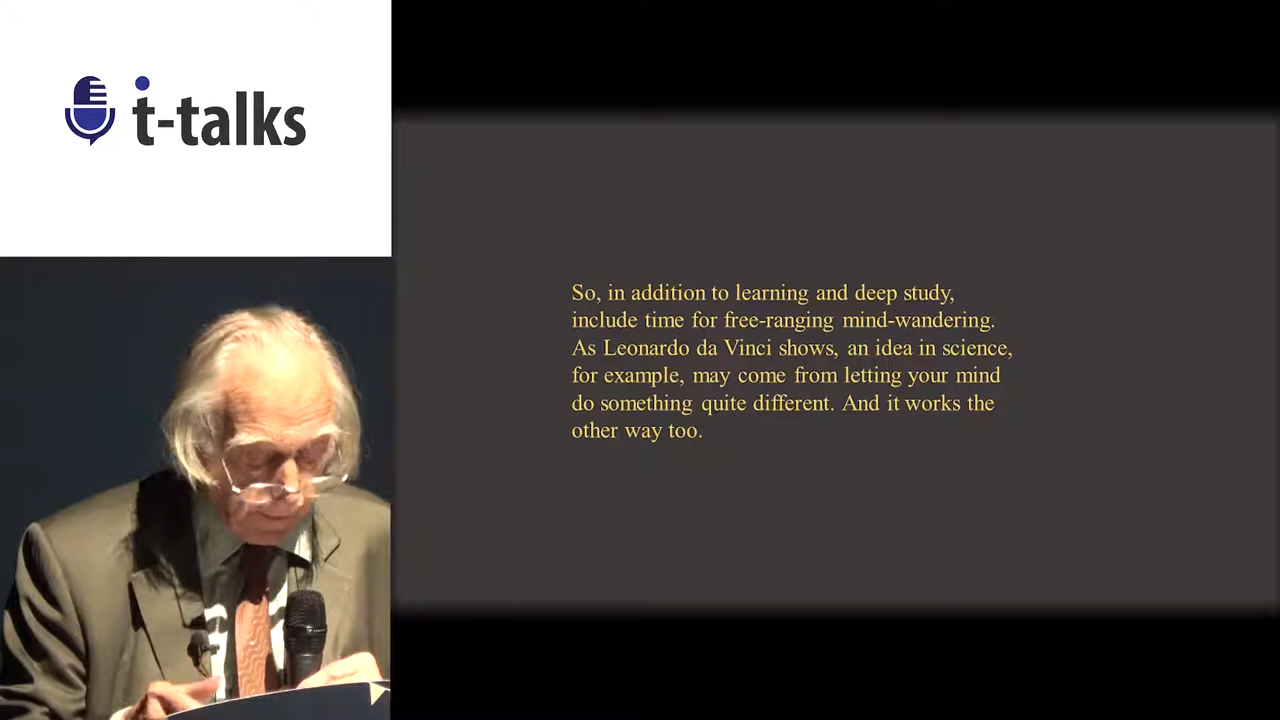 t-talks
So, in addition to learning and deep study,
include time for free-ranging mind-wandering.
As Leonardo da Vinci shows, an idea in science,
for example, may come from letting your mind
do something quite different. And it works the
other way too.